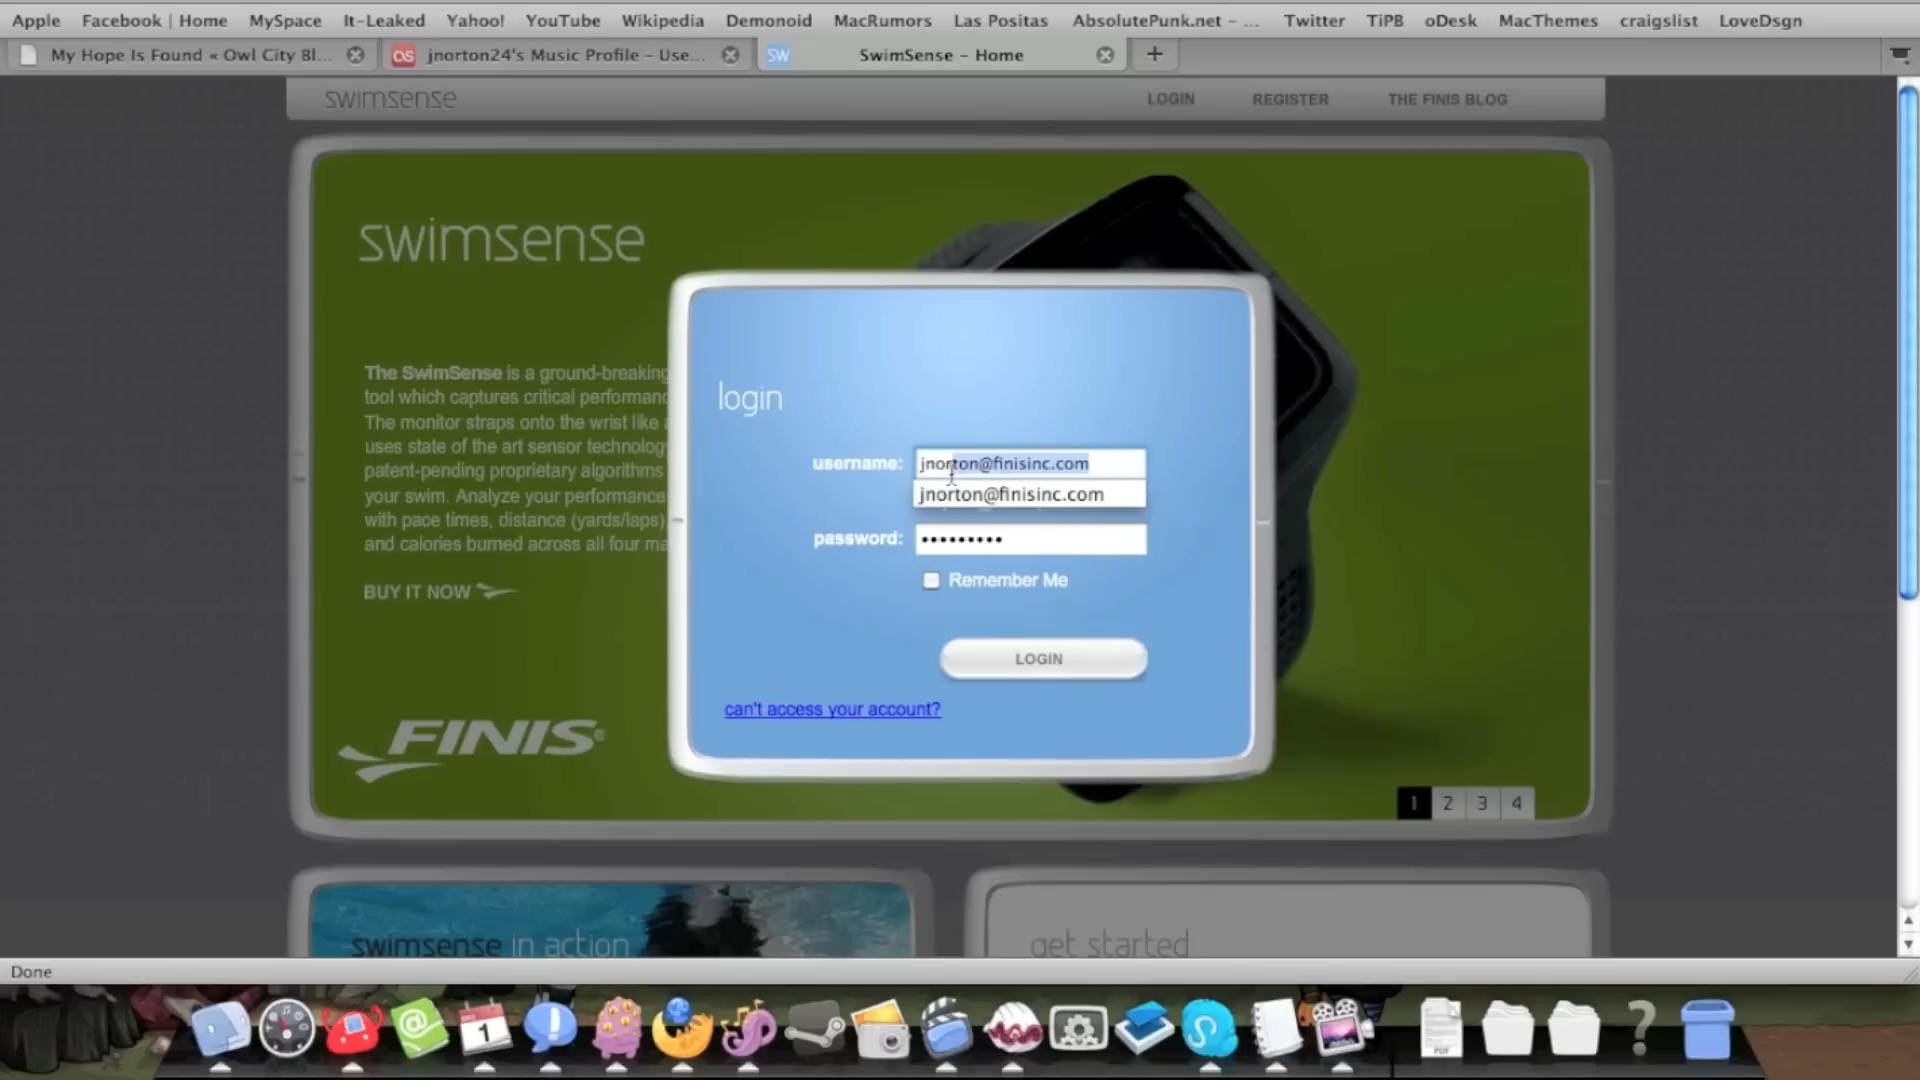 Apple Facebook | Home MySpace It-Leaked Yahoo! YouTube Wikipedia Demonoid MacRumors Las Positas AbsolutePunk.net – ... Twitter TiPB oDesk MacThemes craigslist LoveDsgn
My Hope Is Found « Owl City Bl... jnorton24's Music Profile – Use... SW SwimSense – Home
swimsense LOGIN REGISTER THE FINIS BLOG
swimsense
The SwimSense is a ground-breaking
tool which captures critical performanc
The monitor straps onto the wrist like a
uses state of the art sensor technology
patent-pending proprietary algorithms
your swim. Analyze your performance
with pace times, distance (yards/laps)
and calories burned across all four ma
BUY IT NOW
FINIS®
login
username: jnorton@finisinc.com
jnorton@finisinc.com
password: •••••••••
Remember Me
LOGIN
can't access your account?
1 2 3 4
swimsense in action
get started
Done
1
PDF